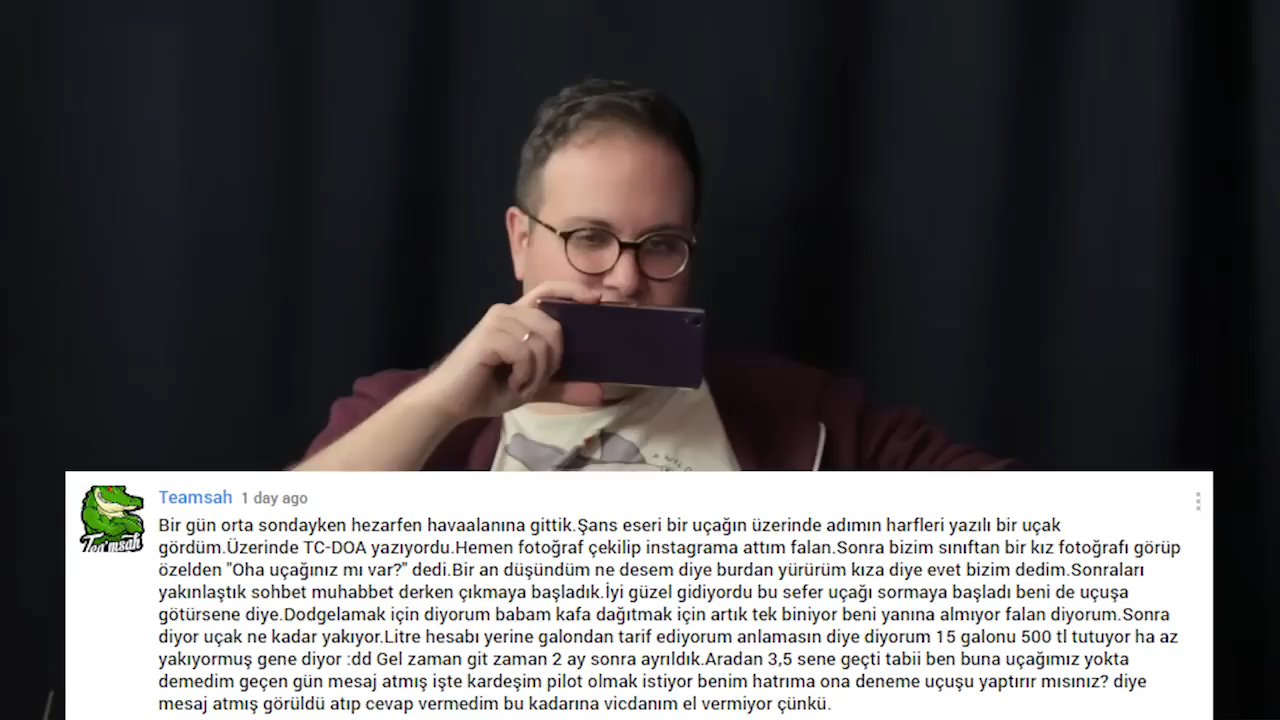 Teamsah 1 day ago
Bir gün orta sondayken hezarfen havaalanına gittik.Şans eseri bir uçağın üzerinde adımın harfleri yazılı bir uçak
gördüm.Üzerinde TC-DOA yazıyordu.Hemen fotoğraf çekilip instagrama attım falan.Sonra bizim sınıftan bir kız fotoğrafı görüp
özelden "Oha uçağınız mı var?" dedi.Bir an düşündüm ne desem diye burdan yürürüm kıza diye evet bizim dedim.Sonraları
yakınlaştık sohbet muhabbet derken çıkmaya başladık.İyi güzel gidiyordu bu sefer uçağı sormaya başladı beni de uçuşa
götürsene diye.Dodgelamak için diyorum babam kafa dağıtmak için artık tek biniyor beni yanına almıyor falan diyorum.Sonra
diyor uçak ne kadar yakıyor.Litre hesabı yerine galondan tarif ediyorum anlamasın diye diyorum 15 galonu 500 tl tutuyor ha az
yakıyormuş gene diyor :dd Gel zaman git zaman 2 ay sonra ayrıldık.Aradan 3,5 sene geçti tabii ben buna uçağımız yokta
demedim geçen gün mesaj atmış işte kardeşim pilot olmak istiyor benim hatrıma ona deneme uçuşu yaptırır mısınız? diye
mesaj atmış görüldü atıp cevap vermedim bu kadarına vicdanım el vermiyor çünkü.